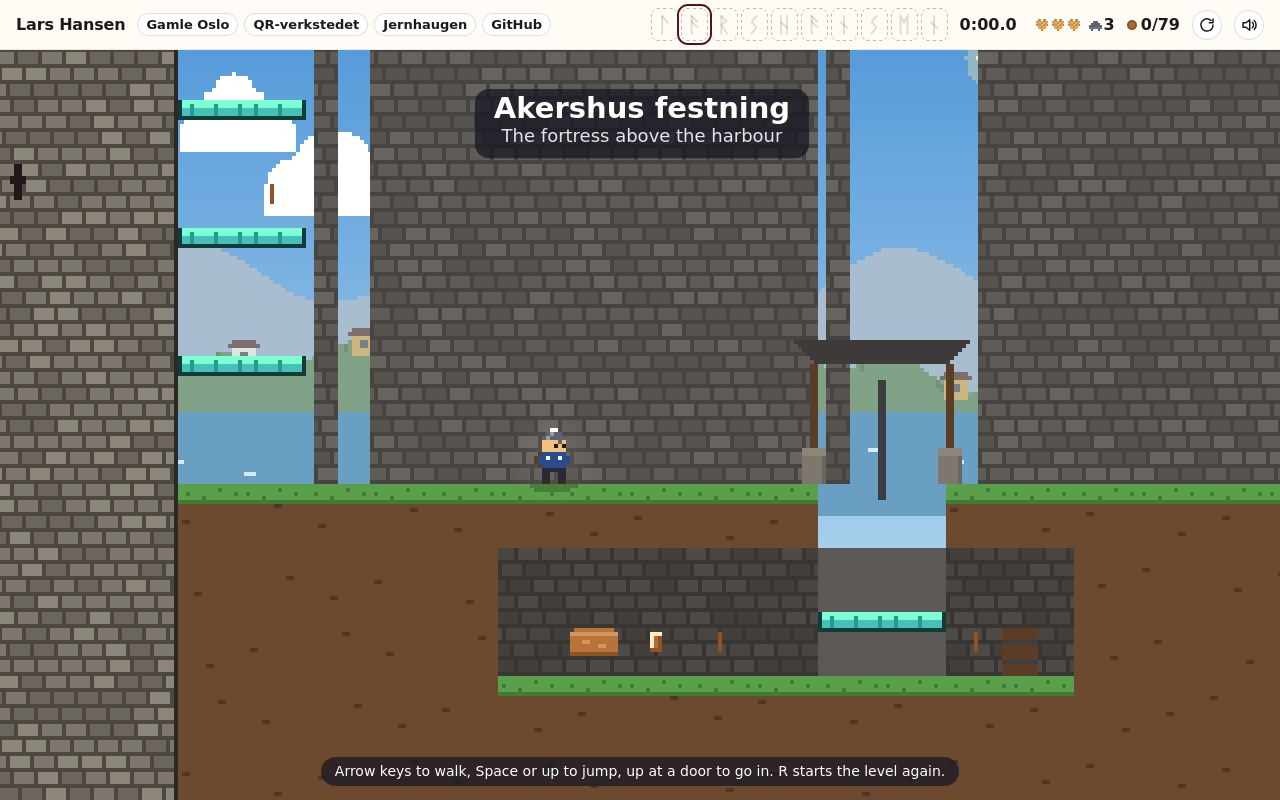 Lars Hansen Gamle Oslo QR-verkstedet Jernhaugen GitHub ᛚ ᚫ ᚱ ᛊ ᚺ ᚫ ᚾ ᛊ ᛖ ᚾ 0:00.0 3 0/79
Akershus festning
The fortress above the harbour
Arrow keys to walk, Space or up to jump, up at a door to go in. R starts the level again.